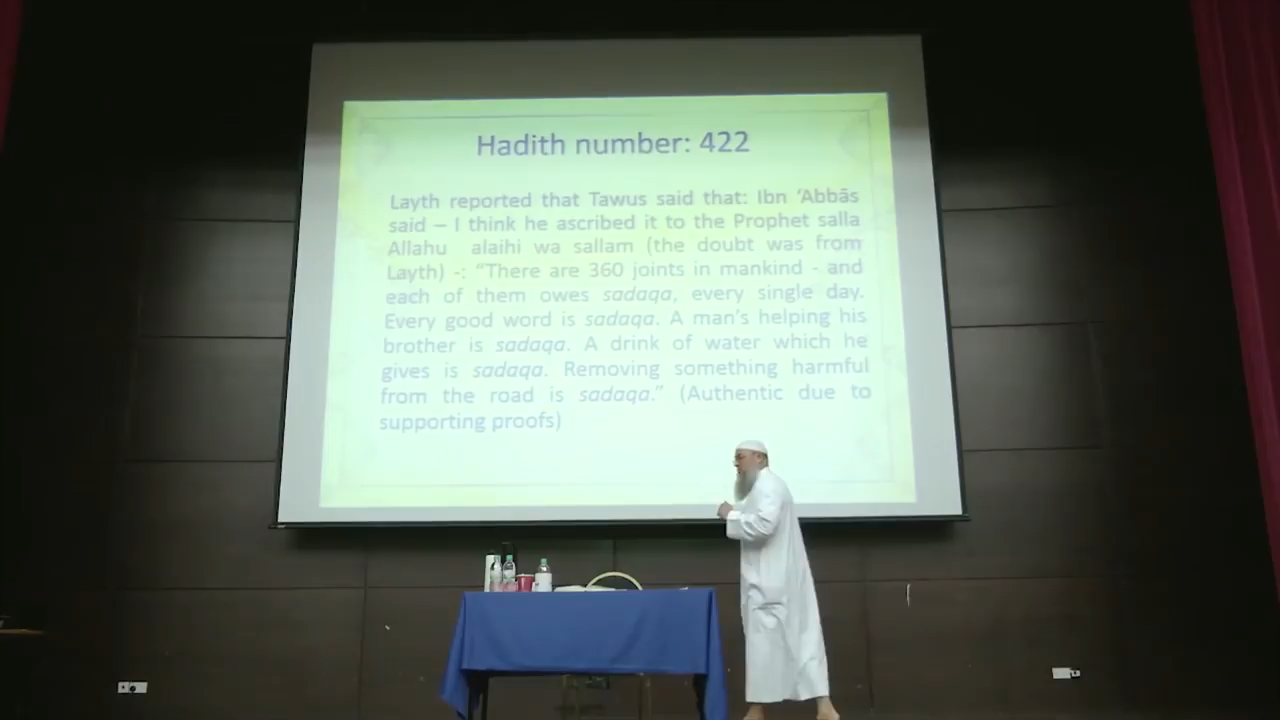 Hadith number: 422
Layth reported that Tawus said that: Ibn ‘Abbās
said – I think he ascribed it to the Prophet salla
Allahu alaihi wa sallam (the doubt was from
Layth) -: “There are 360 joints in mankind - and
each of them owes sadaqa, every single day.
Every good word is sadaqa. A man’s helping his
brother is sadaqa. A drink of water which he
gives is sadaqa. Removing something harmful
from the road is sadaqa.” (Authentic due to
supporting proofs)